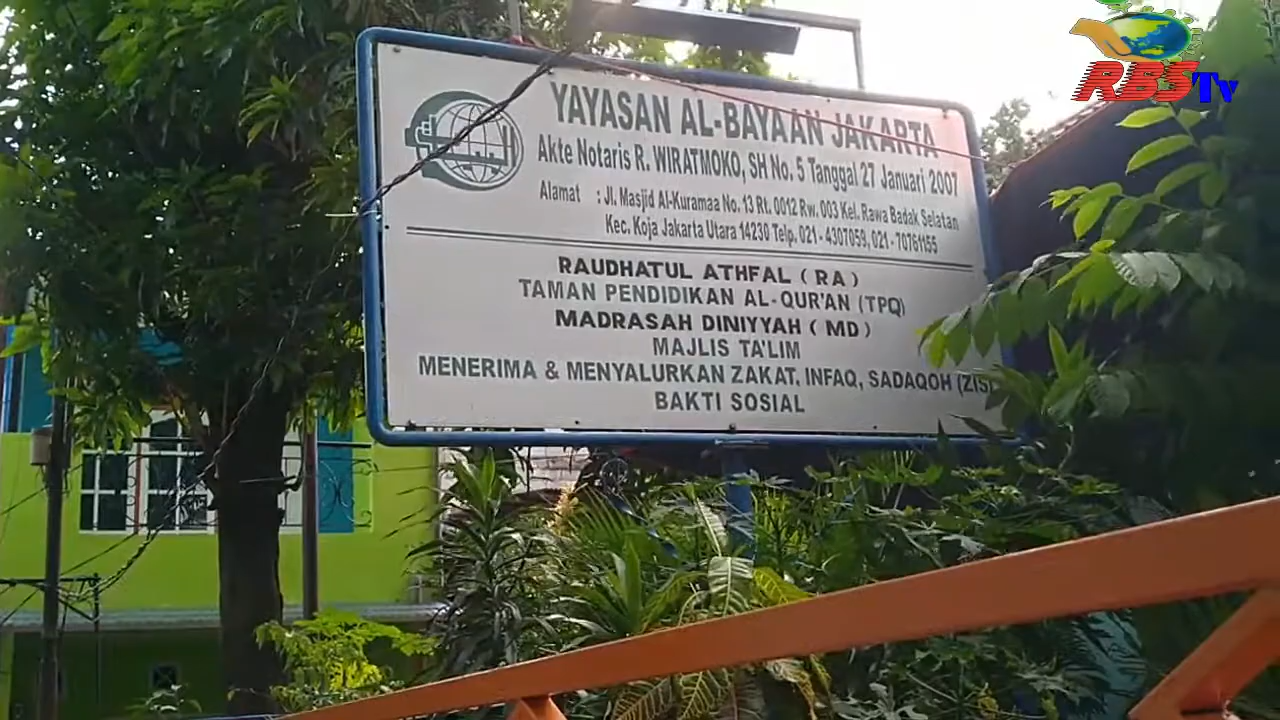 RBS Tv
YAYASAN AL-BAYAAN JAKARTA
Akte Notaris R. WIRATMOKO, SH No. 5 Tanggal 27 Januari 2007
Alamat : Jl. Masjid Al-Kuramaa No. 13 Rt. 0012 Rw. 003 Kel. Rawa Badak Selatan
Kec. Koja Jakarta Utara 14230 Telp. 021 - 4307059, 021 - 70761155
RAUDHATUL ATHFAL ( RA )
TAMAN PENDIDIKAN AL-QUR'AN (TPQ)
MADRASAH DINIYYAH ( MD )
MAJLIS TA'LIM
MENERIMA & MENYALURKAN ZAKAT, INFAQ, SADAQOH (ZIS
BAKTI SOSIAL